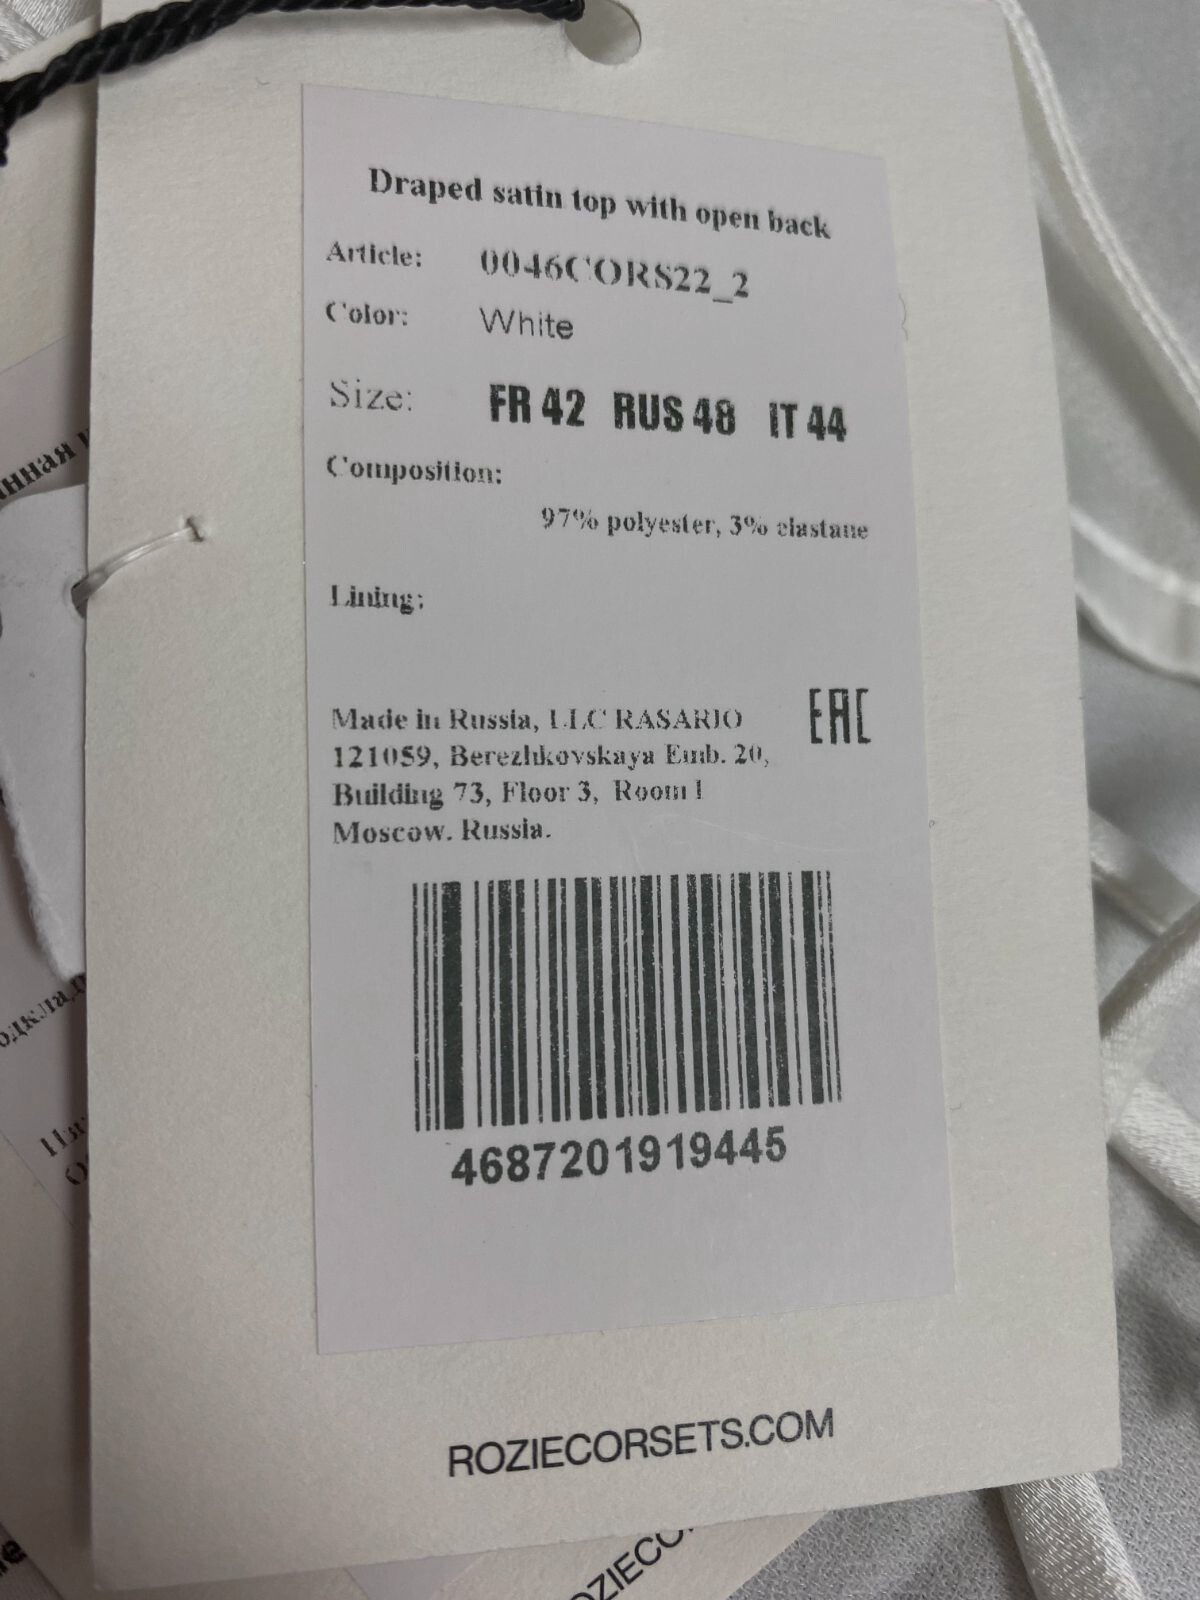 Draped satin top with open back
Article: 0046CORS22_2
Color: White
Size: FR 42 RUS 48 IT 44
Composition:
97% polyester, 3% elastane
Lining:
Made in Russia, LLC RASARIO
EAC
121059, Berezhkovskaya Emb. 20,
Building 73, Floor 3, Room I
Moscow. Russia.
4687201919445
ROZIECORSETS.COM